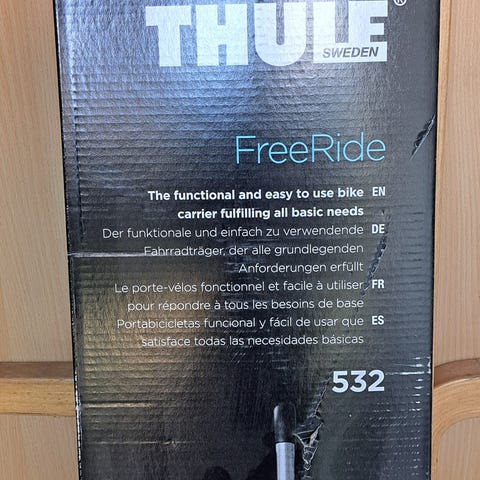 THULE®
SWEDEN
FreeRide
The functional and easy to use bike EN
carrier fulfilling all basic needs
Der funktionale und einfach zu verwendende DE
Fahrradträger, der alle grundlegenden
Anforderungen erfüllt
Le porte-vélos fonctionnel et facile à utiliser FR
pour répondre à tous les besoins de base
Portabicicletas funcional y fácil de usar que ES
satisface todas las necesidades básicas
532